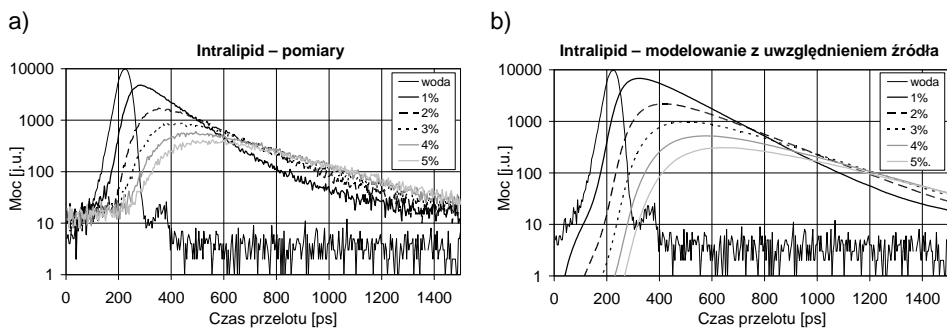 a)
Intralipid – pomiary
Moc [j.u.]
10000
1000
100
10
1
0 200 400 600 800 1000 1200 1400
Czas przelotu [ps]
woda
1%
2%
3%
4%
5%
b)
Intralipid – modelowanie z uwzględnieniem źródła
Moc [j.u.]
10000
1000
100
10
1
0 200 400 600 800 1000 1200 1400
Czas przelotu [ps]
woda
1%
2%
3%
4%
5%.